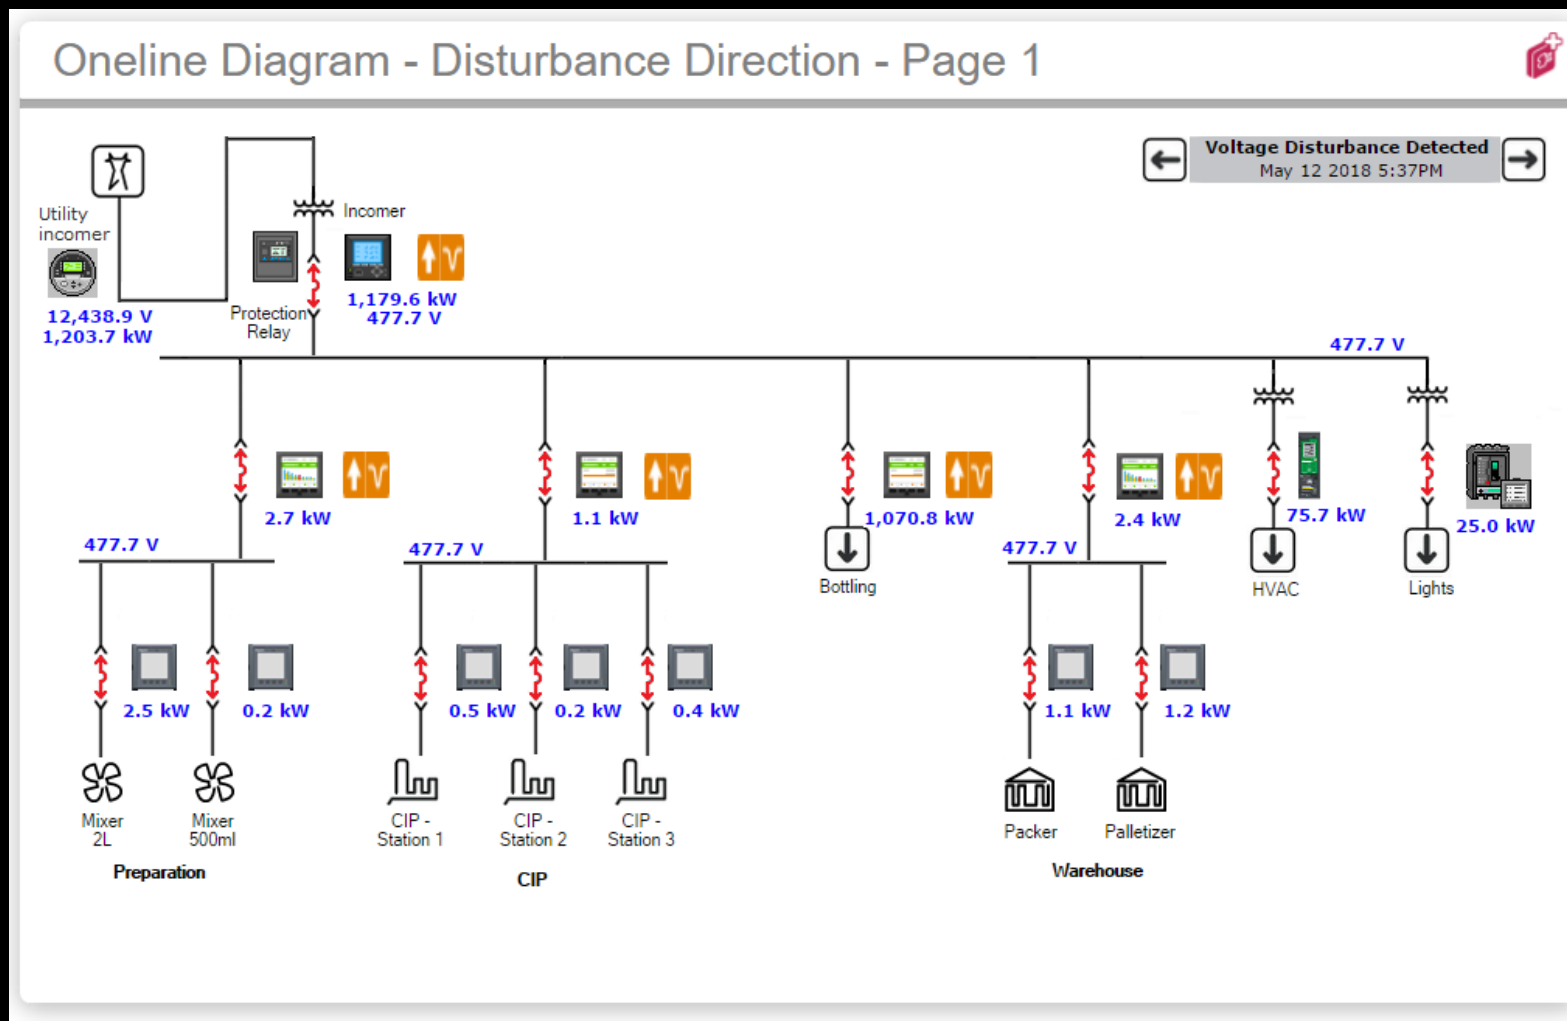 Oneline Diagram - Disturbance Direction - Page 1
Voltage Disturbance Detected
May 12 2018 5:37PM
Utility
incomer
12,438.9 V
1,203.7 kW
Incomer
Protection
Relay
1,179.6 kW
477.7 V
477.7 V
2.7 kW
1.1 kW
1,070.8 kW
2.4 kW
75.7 kW
25.0 kW
477.7 V
477.7 V
477.7 V
Bottling
HVAC
Lights
2.5 kW
0.2 kW
0.5 kW
0.2 kW
0.4 kW
1.1 kW
1.2 kW
Mixer
2L
Mixer
500ml
CIP -
Station 1
CIP -
Station 2
CIP -
Station 3
Packer
Palletizer
Preparation
CIP
Warehouse